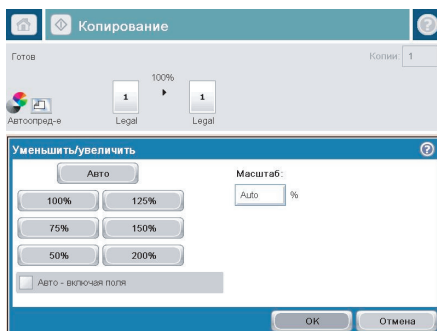 Копирование
Готов
Копии: 1
100%
1 1
Автоопред-е Legal Legal
Уменьшить/увеличить
Авто
Масштаб:
100% 125%
Auto %
75% 150%
50% 200%
Авто - включая поля
OK Отмена